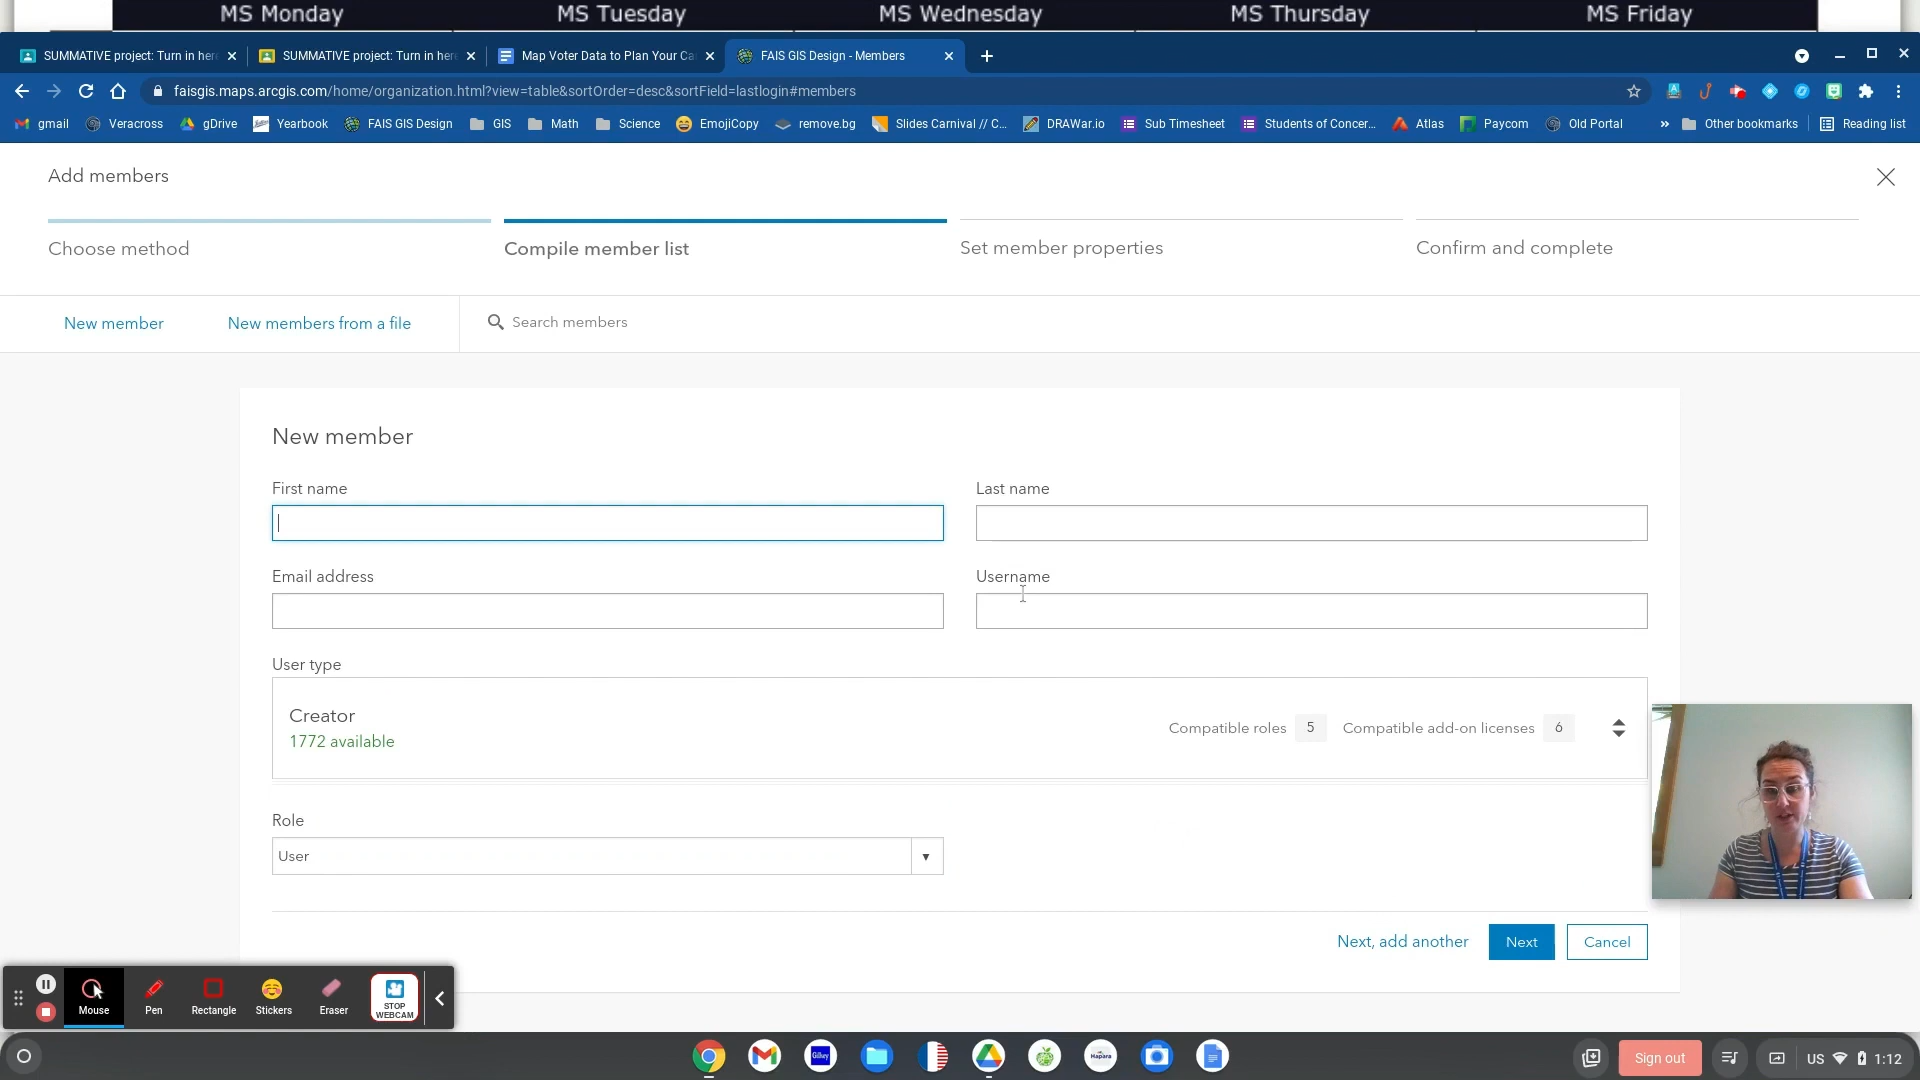 MS Monday MS Tuesday MS Wednesday MS Thursday MS Friday
SUMMATIVE project: Turn in here SUMMATIVE project: Turn in here Map Voter Data to Plan Your Ca FAIS GIS Design - Members
faisgis.maps.arcgis.com/home/organization.html?view=table&sortOrder=desc&sortField=lastlogin#members
gmail Veracross gDrive Yearbook FAIS GIS Design GIS Math Science EmojiCopy remove.bg Slides Carnival // C... DRAWar.io Sub Timesheet Students of Concer... Atlas Paycom Old Portal » Other bookmarks Reading list
Add members
Choose method Compile member list Set member properties Confirm and complete
New member New members from a file Search members
New member
First name Last name
Email address Username
User type
Creator
1772 available
Compatible roles 5 Compatible add-on licenses 6
Role
User
Next, add another Next Cancel
Mouse Pen Rectangle Stickers Eraser STOP
WEBCAM
Gilkey
Hapara
Sign out US 1:12